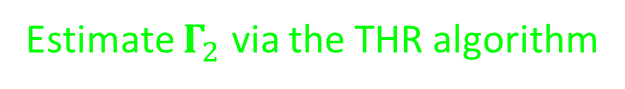 Estimate 𝚪₂ via the THR algorithm